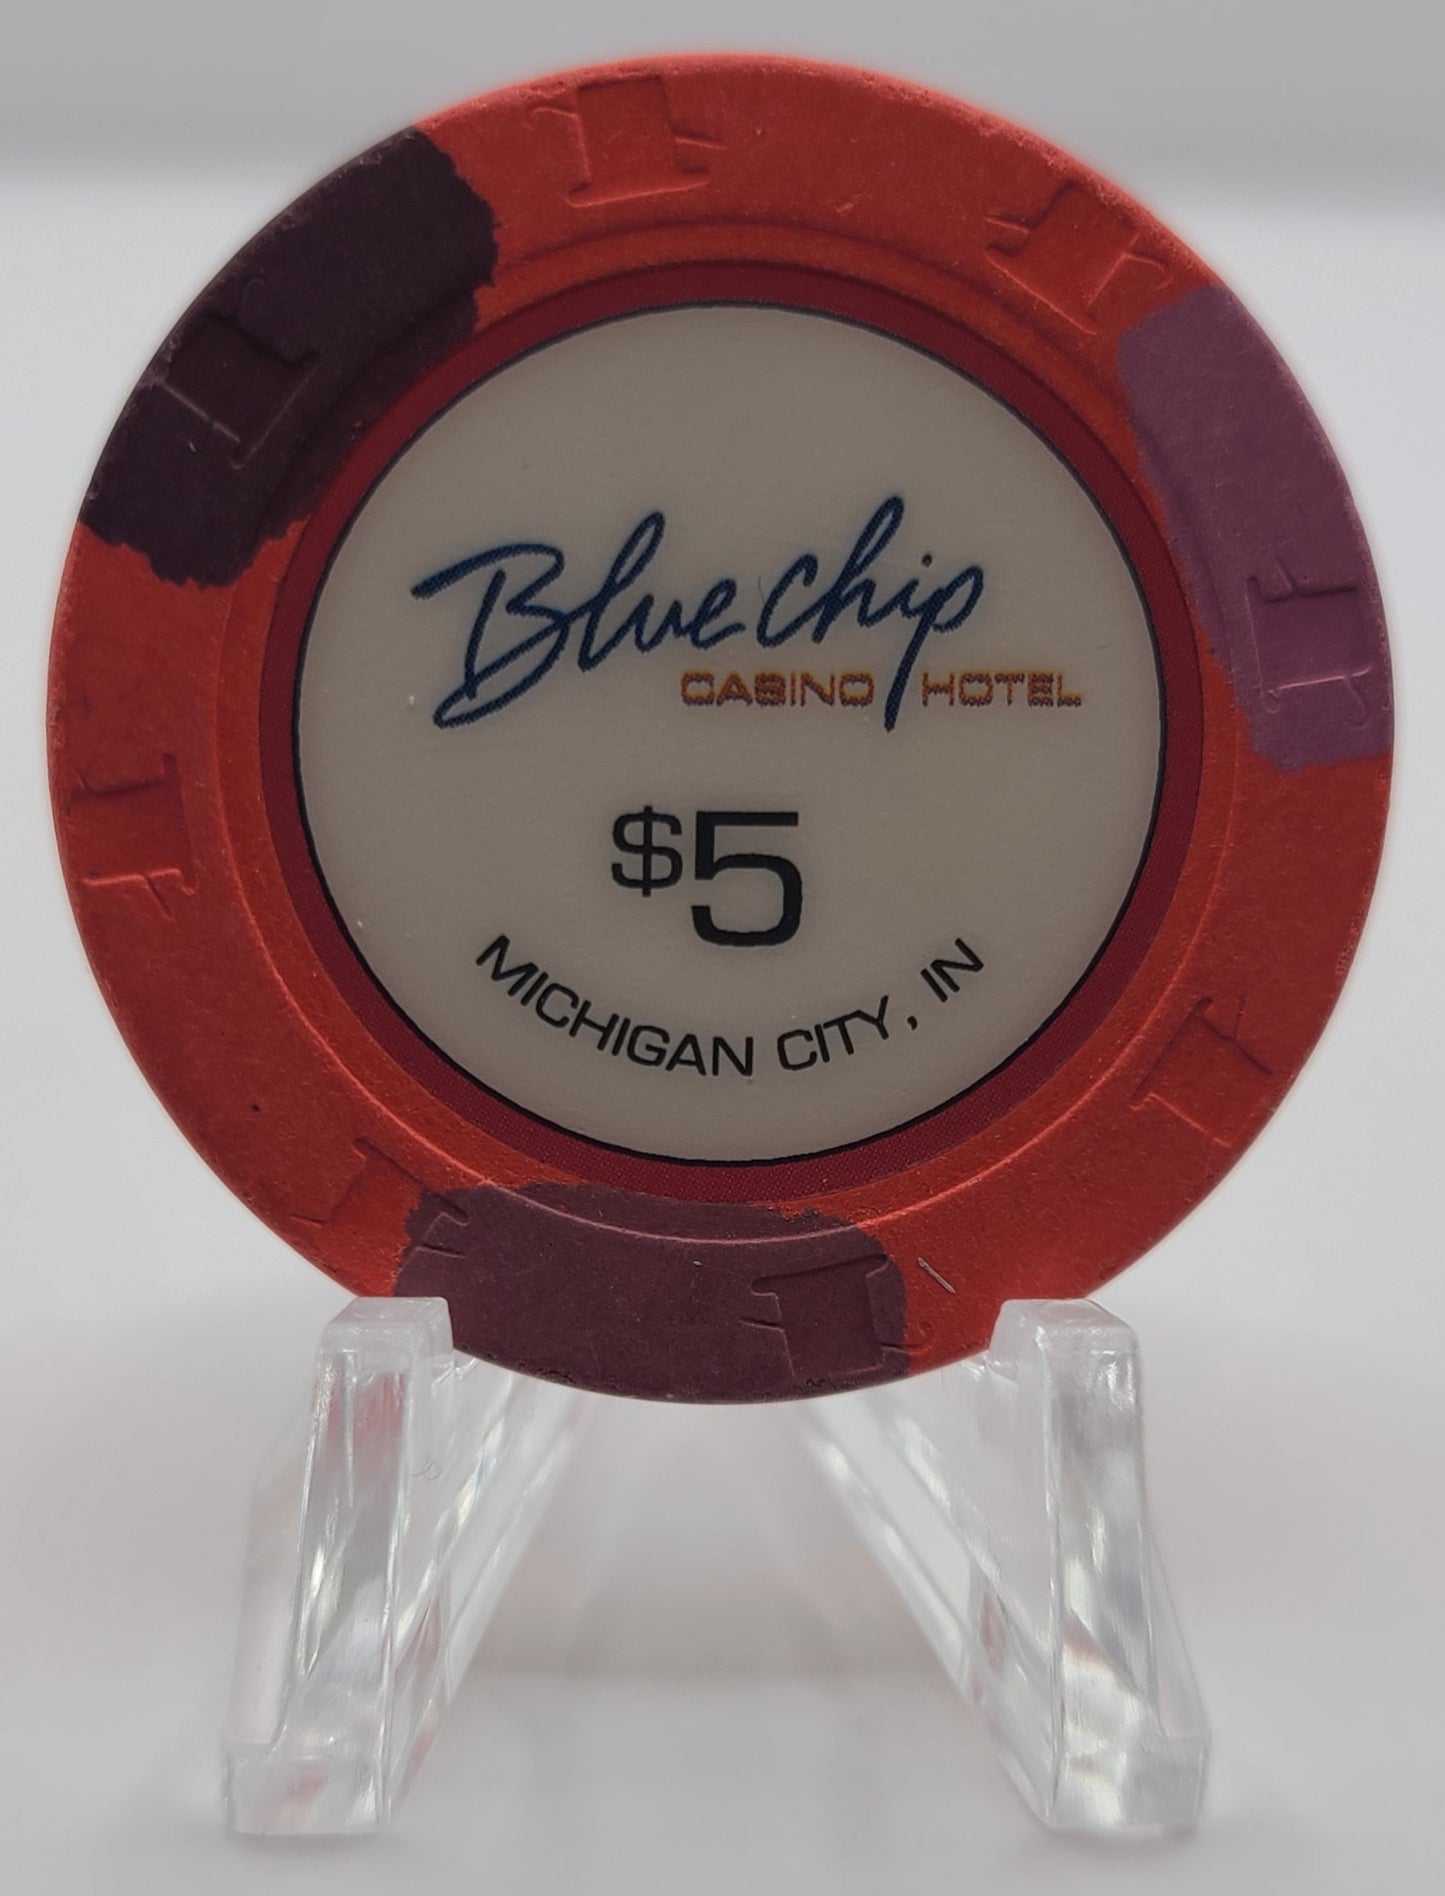 Blue Chip
CASINO HOTEL
$5
MICHIGAN CITY, IN